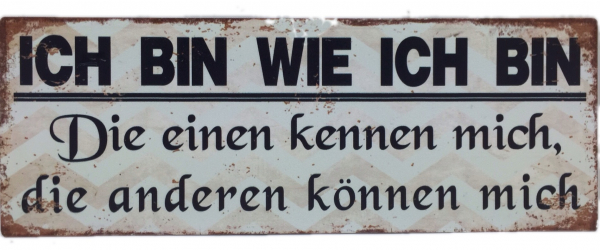 ICH BIN WIE ICH BIN
Die einen kennen mich,
die anderen können mich